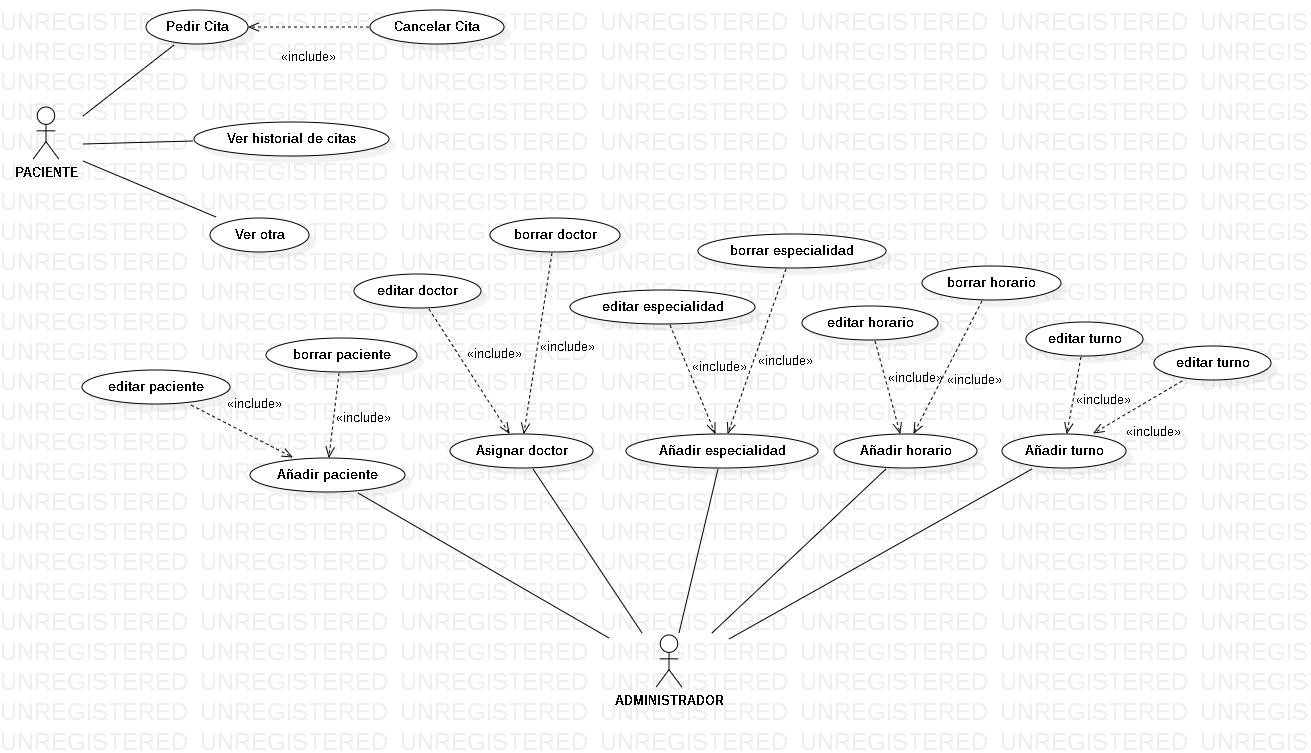 Pedir Cita
Cancelar Cita
«include»
Ver historial de citas
PACIENTE
Ver otra
borrar doctor
borrar especialidad
editar doctor
borrar horario
editar especialidad
editar horario
editar turno
borrar paciente
«include»
«include»
editar turno
«include»
«include»
editar paciente
«include»
«include»
«include»
«include»
«include»
«include»
Asignar doctor
Añadir especialidad
Añadir horario
Añadir turno
Añadir paciente
ADMINISTRADOR
UNREGISTERED